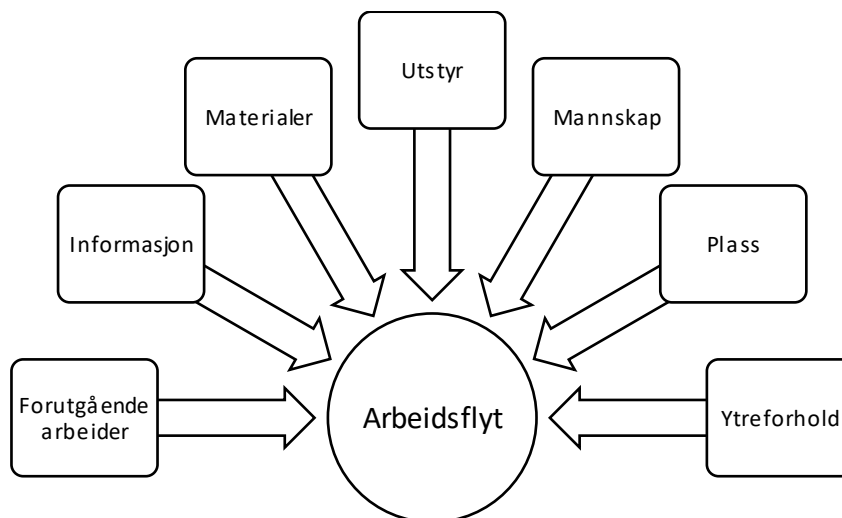 Utstyr
Materialer
Mannskap
Informasjon
Plass
Forutgående
arbeider
Arbeidsflyt
Ytreforhold